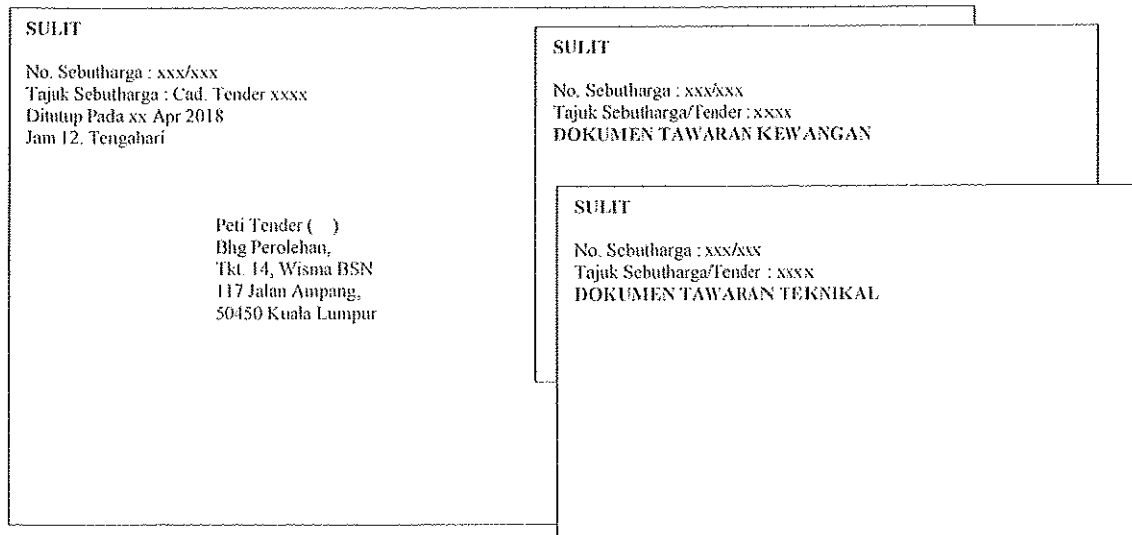 SULIT
No. Sebutharga : xxx/xxx
Tajuk Sebutharga : Cad. Tender xxxx
Ditutup Pada xx Apr 2018
Jam 12, Tengahari
Peti Tender ( )
Bhg Perolehan,
Tkt. 14, Wisma BSN
117 Jalan Ampang,
50450 Kuala Lumpur
SULIT
No. Sebutharga : xxx/xxx
Tajuk Sebutharga/Tender : xxxx
DOKUMEN TAWARAN KEWANGAN
SULIT
No. Sebutharga : xxx/xxx
Tajuk Sebutharga/Tender : xxxx
DOKUMEN TAWARAN TEKNIKAL